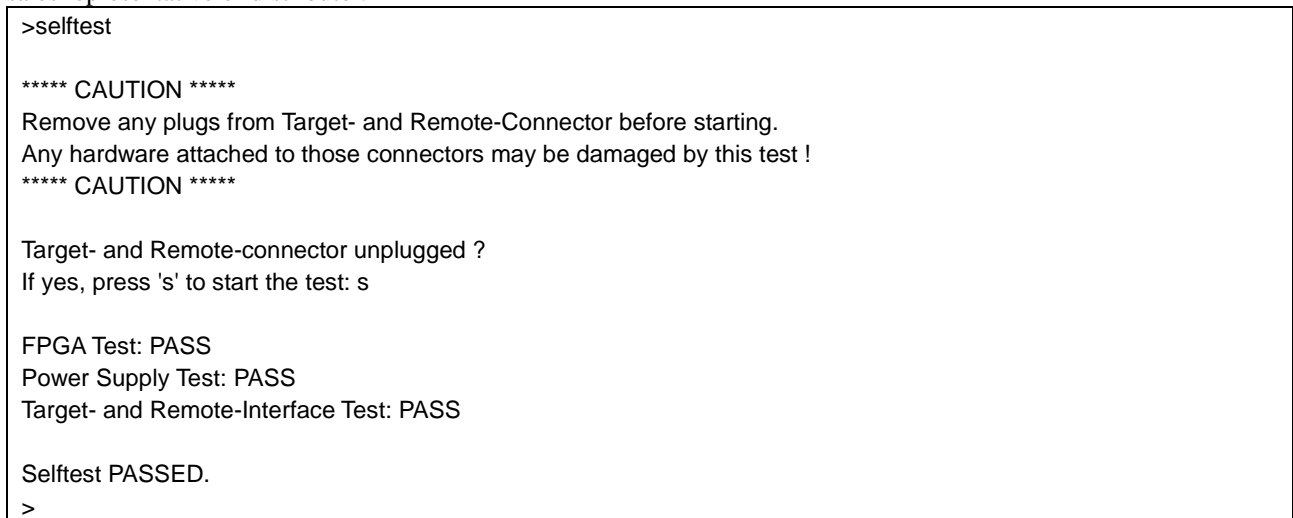 >selftest
***** CAUTION *****
Remove any plugs from Target- and Remote-Connector before starting.
Any hardware attached to those connectors may be damaged by this test !
***** CAUTION *****
Target- and Remote-connector unplugged ?
If yes, press 's' to start the test: s
FPGA Test: PASS
Power Supply Test: PASS
Target- and Remote-Interface Test: PASS
Selftest PASSED.
>